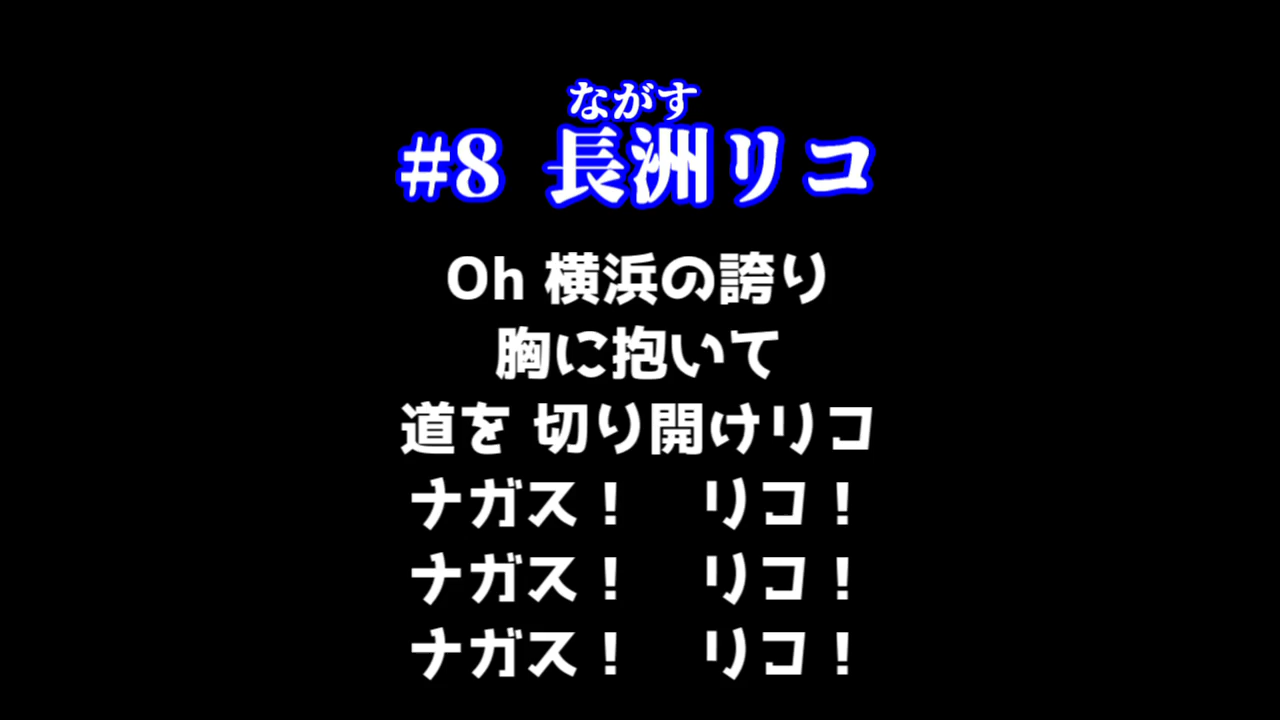 ながす
#8 長洲リコ
Oh 横浜の誇り
胸に抱いて
道を 切り開けリコ
ナガス！　リコ！
ナガス！　リコ！
ナガス！　リコ！